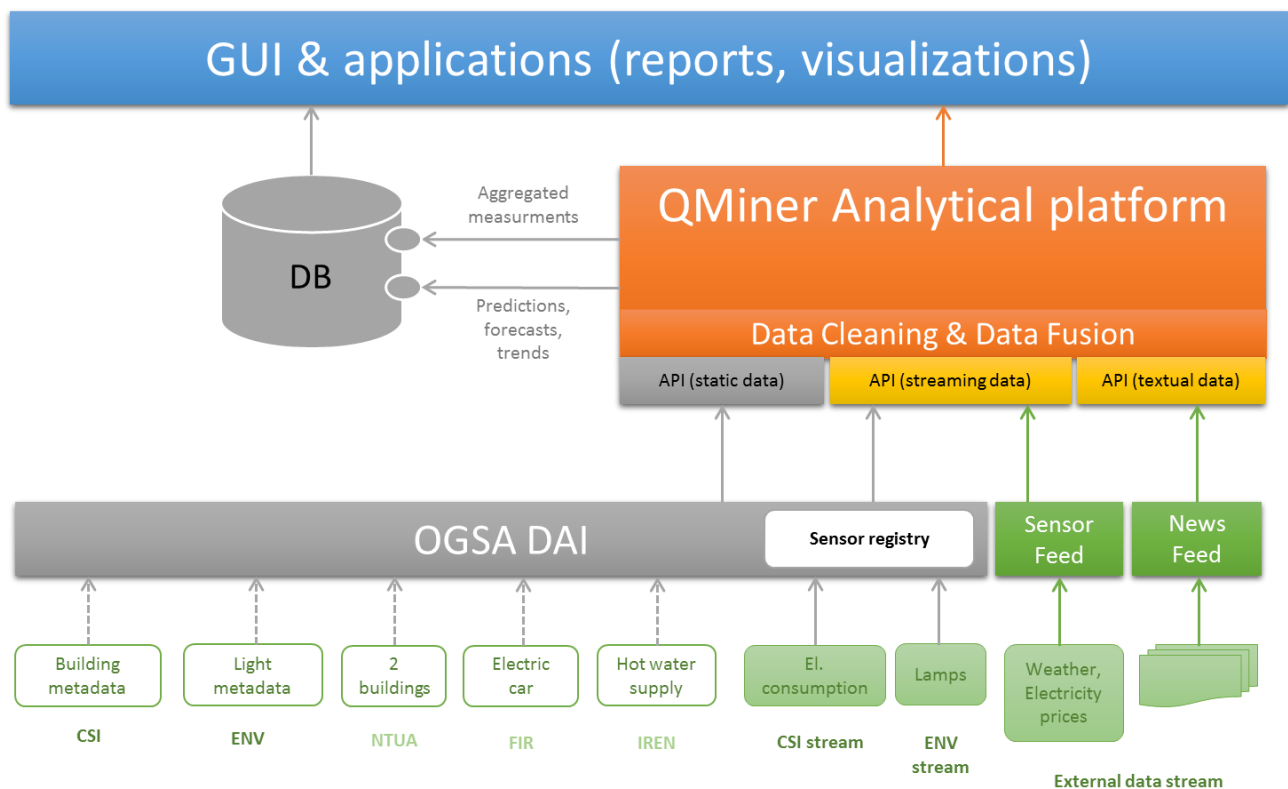 GUI & applications (reports, visualizations)
Aggregated
measurments
QMiner Analytical platform
DB
Predictions,
forecasts,
trends
Data Cleaning & Data Fusion
API (static data)
API (streaming data)
API (textual data)
OGSA DAI
Sensor registry
Sensor
Feed
News
Feed
Building
metadata
Light
metadata
2
buildings
Electric
car
Hot water
supply
El.
consumption
Lamps
Weather,
Electricity
prices
CSI
ENV
NTUA
FIR
IREN
CSI stream
ENV
stream
External data stream